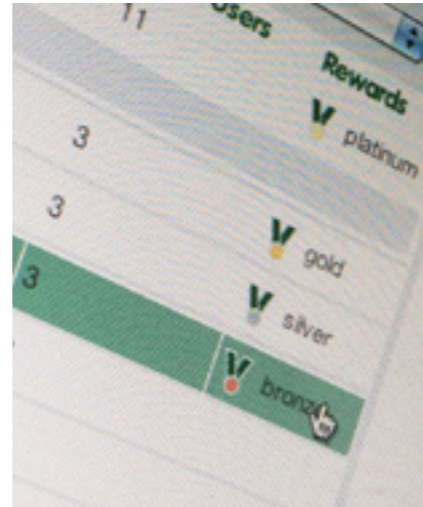 Users Rewards
11 platinum
3 gold
3 silver
3 bronze